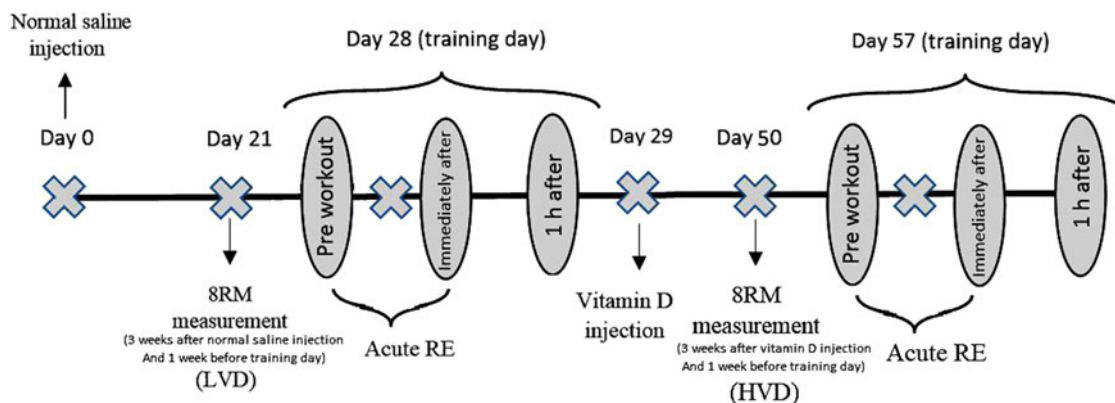 Normal saline
injection
Day 0
Day 21
8RM
measurement
(3 weeks after normal saline injection
And 1 week before training day)
(LVD)
Day 28 (training day)
Pre workout
Immediately after
1 h after
Acute RE
Day 29
Vitamin D
injection
Day 50
8RM
measurement
(3 weeks after vitamin D injection
And 1 week before training day)
(HVD)
Day 57 (training day)
Pre workout
Immediately after
1 h after
Acute RE